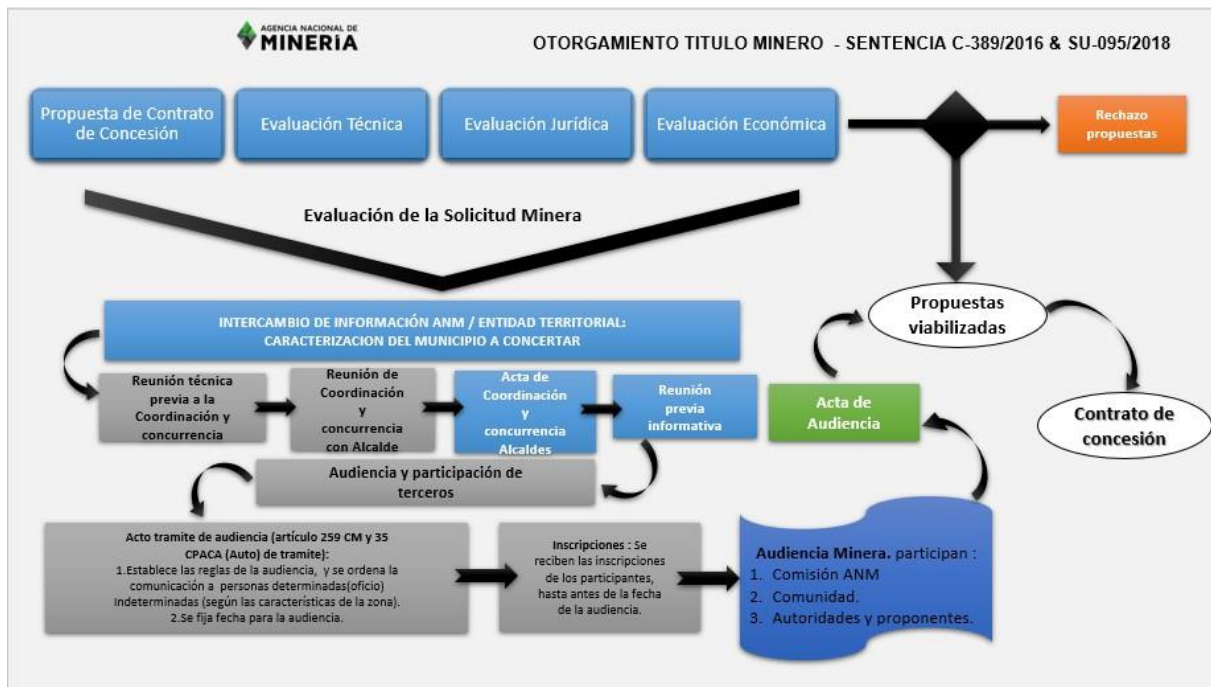 AGENCIA NACIONAL DE
MINERÍA
OTORGAMIENTO TITULO MINERO - SENTENCIA C-389/2016 & SU-095/2018
Propuesta de Contrato
de Concesión
Evaluación Técnica
Evaluación Jurídica
Evaluación Económica
Rechazo
propuestas
Evaluación de la Solicitud Minera
Propuestas
viabilizadas
INTERCAMBIO DE INFORMACIÓN ANM / ENTIDAD TERRITORIAL:
CARACTERIZACION DEL MUNICIPIO A CONCERTAR
Reunión técnica
previa a la
Coordinación y
concurrencia
Reunión de
Coordinación
y
concurrencia
con Alcalde
Acta de
Coordinación
y
concurrencia
Alcaldes
Reunión
previa
informativa
Acta de
Audiencia
Contrato de
concesión
Audiencia y participación de
terceros
Acto tramite de audiencia (artículo 259 CM y 35
CPACA (Auto) de tramite):
1.Establece las reglas de la audiencia, y se ordena la
comunicación a personas determinadas(oficio)
Indeterminadas (según las características de la zona).
2.Se fija fecha para la audiencia.
Inscripciones : Se
reciben las inscripciones
de los participantes,
hasta antes de la fecha
de la audiencia.
Audiencia Minera. participan :
1. Comisión ANM
2. Comunidad.
3. Autoridades y proponentes.